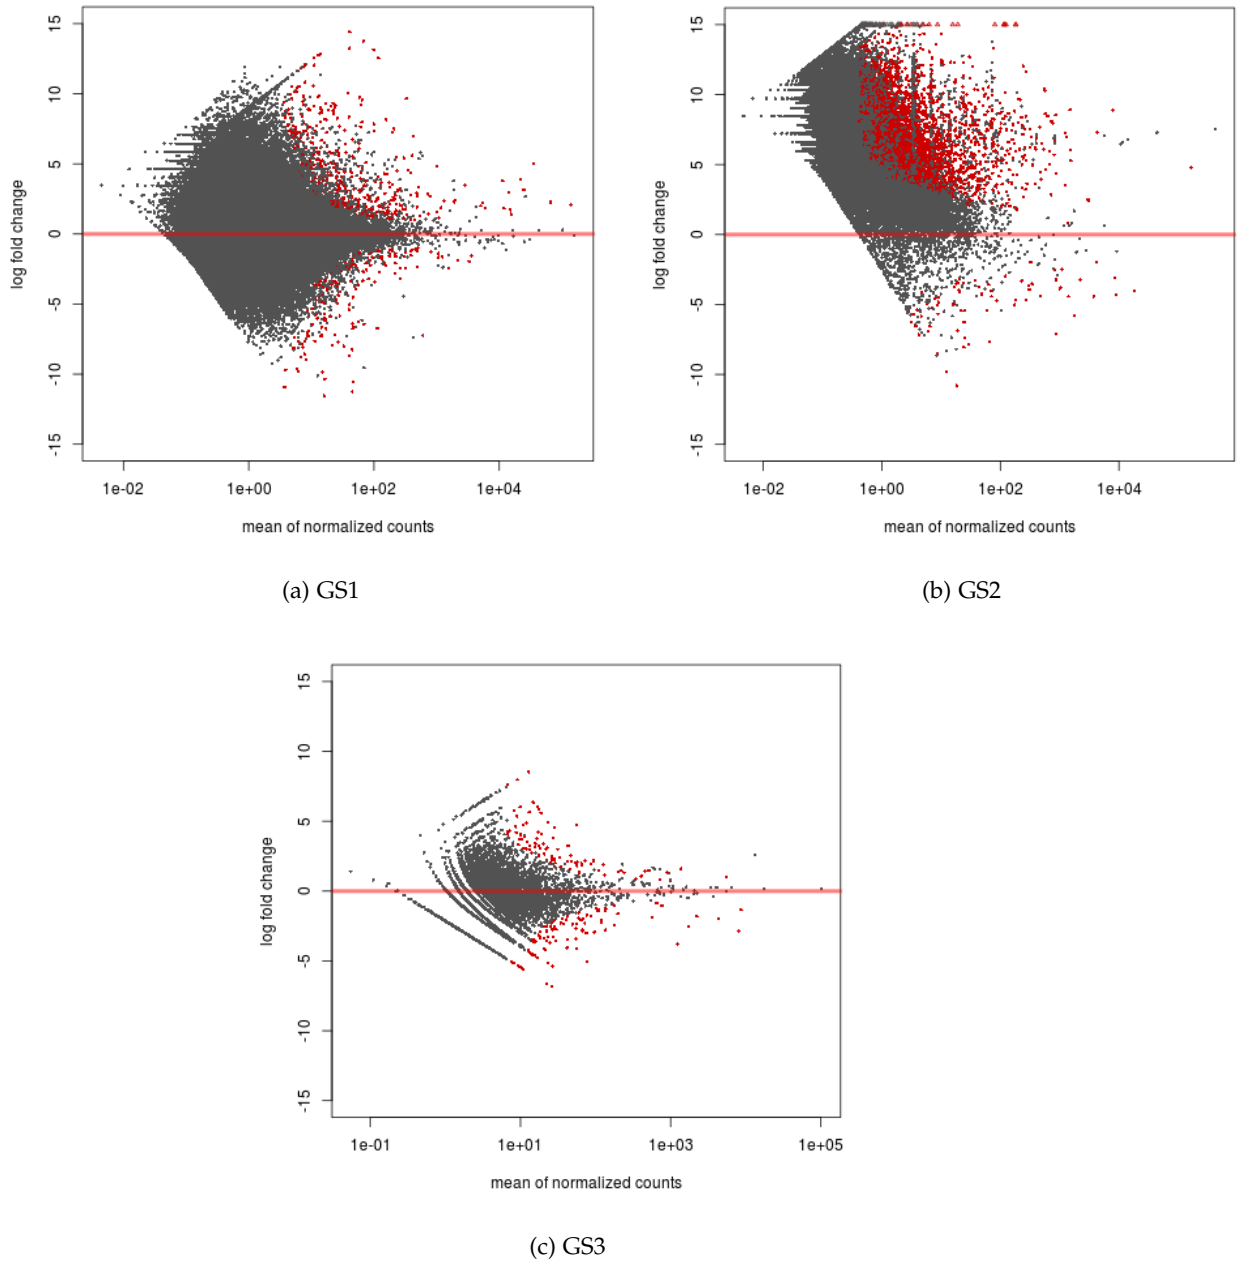 15
10
5
0
-5
-10
-15
log fold change
1e-02 1e+00 1e+02 1e+04
mean of normalized counts
(a) GS1
15
10
5
0
-5
-10
-15
log fold change
1e-02 1e+00 1e+02 1e+04
mean of normalized counts
(b) GS2
15
10
5
0
-5
-10
-15
log fold change
1e-01 1e+01 1e+03 1e+05
mean of normalized counts
(c) GS3